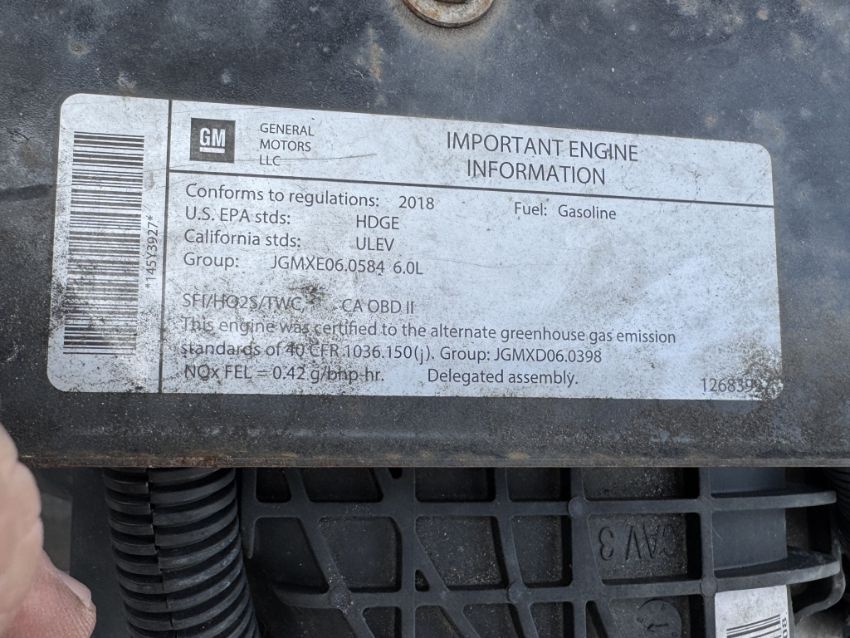 GM
GENERAL
MOTORS
LLC
IMPORTANT ENGINE
INFORMATION
Conforms to regulations: 2018
Fuel: Gasoline
U.S. EPA stds: HDGE
California stds: ULEV
Group: JGMXE06.0584 6.0L
SFI/HO2S/TWC, CA OBD II
This engine was certified to the alternate greenhouse gas emission
standards of 40 CFR 1036.150(j). Group: JGMXD06.0398
NOx FEL = 0.42 g/bhp-hr. Delegated assembly.
*145Y3927*
CAV 3